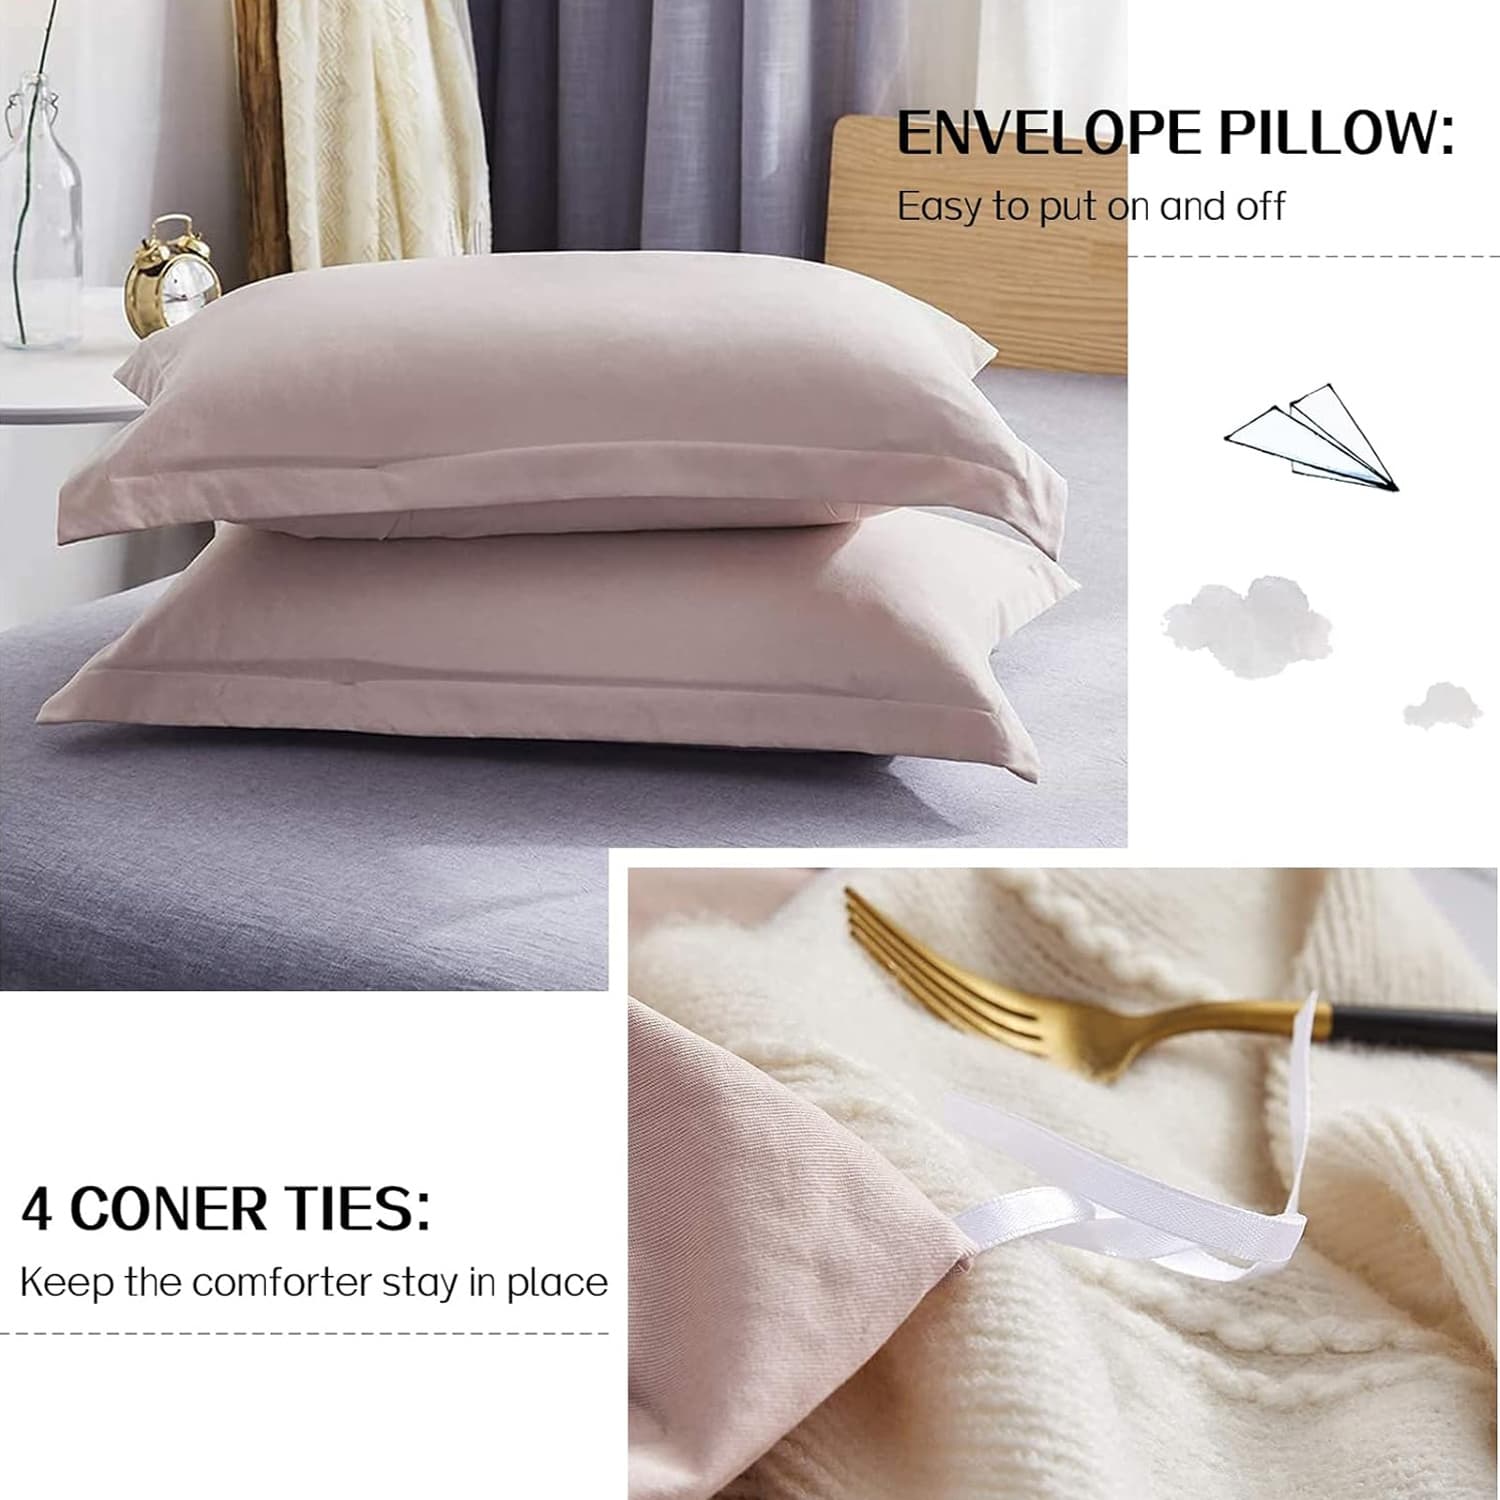 ENVELOPE PILLOW:
Easy to put on and off
4 CONER TIES:
Keep the comforter stay in place